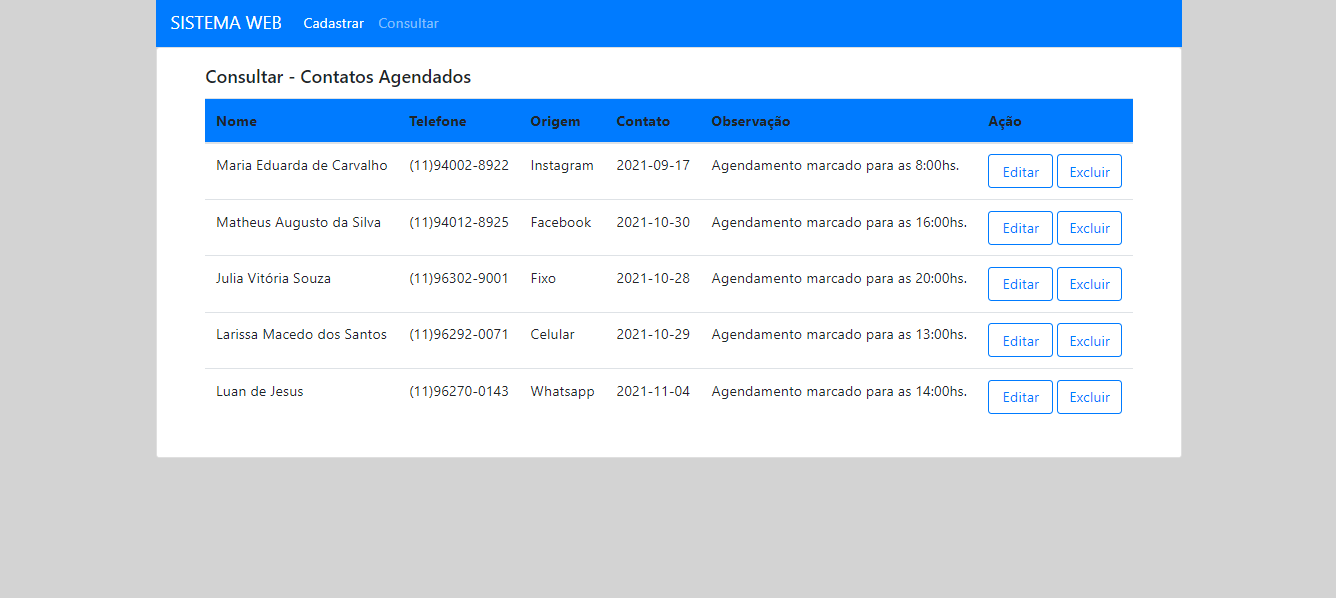 SISTEMA WEB Cadastrar Consultar
Consultar - Contatos Agendados
Nome Telefone Origem Contato Observação Ação
Maria Eduarda de Carvalho (11)94002-8922 Instagram 2021-09-17 Agendamento marcado para as 8:00hs. Editar Excluir
Matheus Augusto da Silva (11)94012-8925 Facebook 2021-10-30 Agendamento marcado para as 16:00hs. Editar Excluir
Julia Vitória Souza (11)96302-9001 Fixo 2021-10-28 Agendamento marcado para as 20:00hs. Editar Excluir
Larissa Macedo dos Santos (11)96292-0071 Celular 2021-10-29 Agendamento marcado para as 13:00hs. Editar Excluir
Luan de Jesus (11)96270-0143 Whatsapp 2021-11-04 Agendamento marcado para as 14:00hs. Editar Excluir